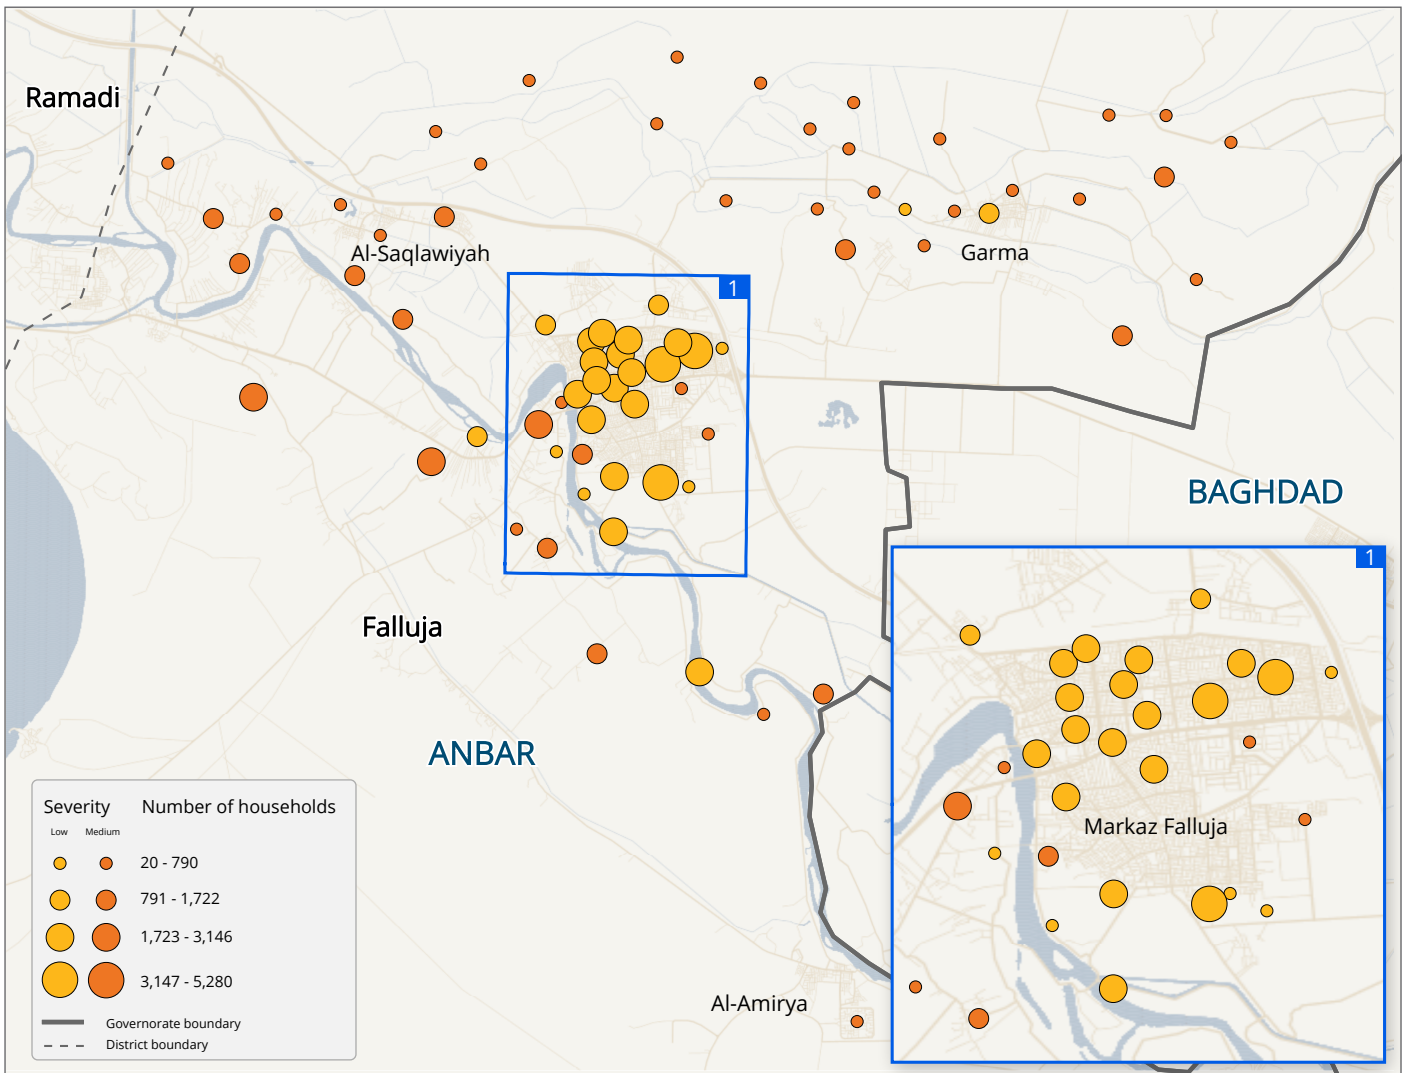 Ramadi
Al-Saqlawiyah
Garma
1
BAGHDAD
1
Falluja
ANBAR
Markaz Falluja
Al-Amirya
Severity Number of households
Low Medium
20 - 790
791 - 1,722
1,723 - 3,146
3,147 - 5,280
Governorate boundary
District boundary